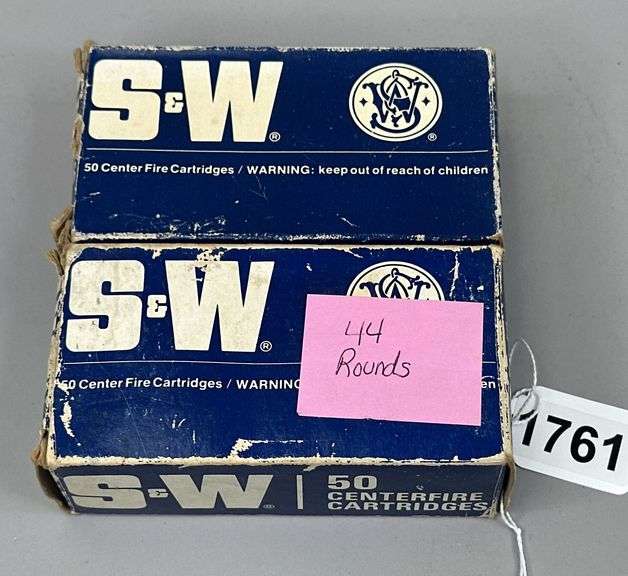 S&W®
50 Center Fire Cartridges / WARNING: keep out of reach of children
S&W®
50 Center Fire Cartridges / WARNIN
44
Rounds
1761
S&W® | 50
CENTERFIRE
CARTRIDGES